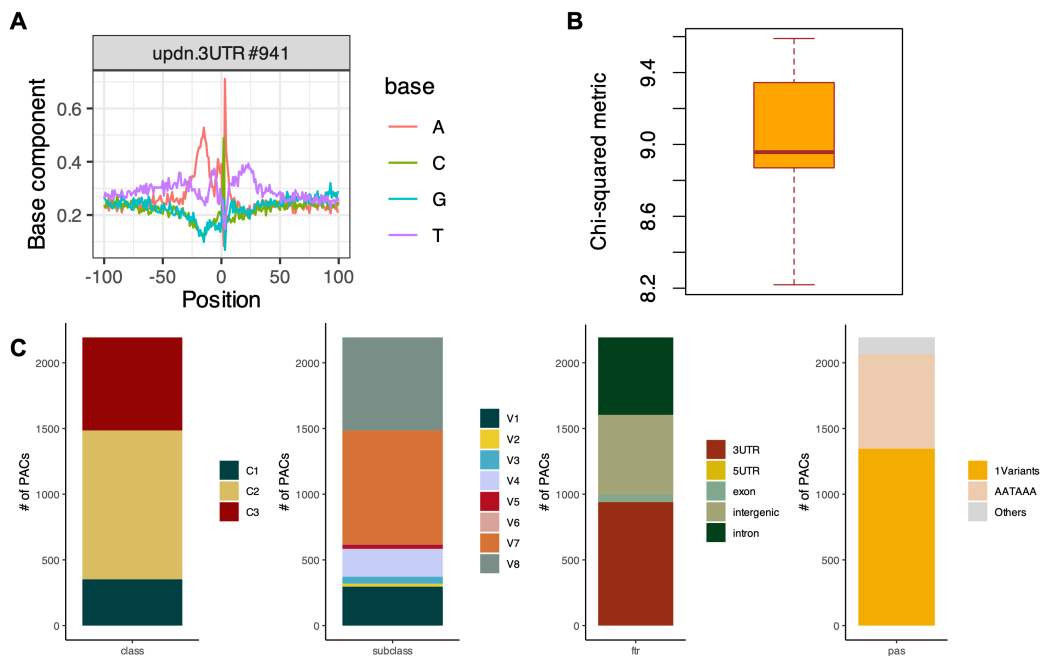 A
updn.3UTR #941
Base component
0.6
0.4
0.2
-100
-50
0
50
100
Position
base
A
C
G
T
B
Chi-squared metric
9.4
9.0
8.6
8.2
C
# of PACs
2000
1500
1000
500
0
class
C1
C2
C3
# of PACs
2000
1500
1000
500
0
subclass
V1
V2
V3
V4
V5
V6
V7
V8
# of PACs
2000
1500
1000
500
0
ftr
3UTR
5UTR
exon
intergenic
intron
# of PACs
2000
1500
1000
500
0
pas
1Variants
AATAAA
Others